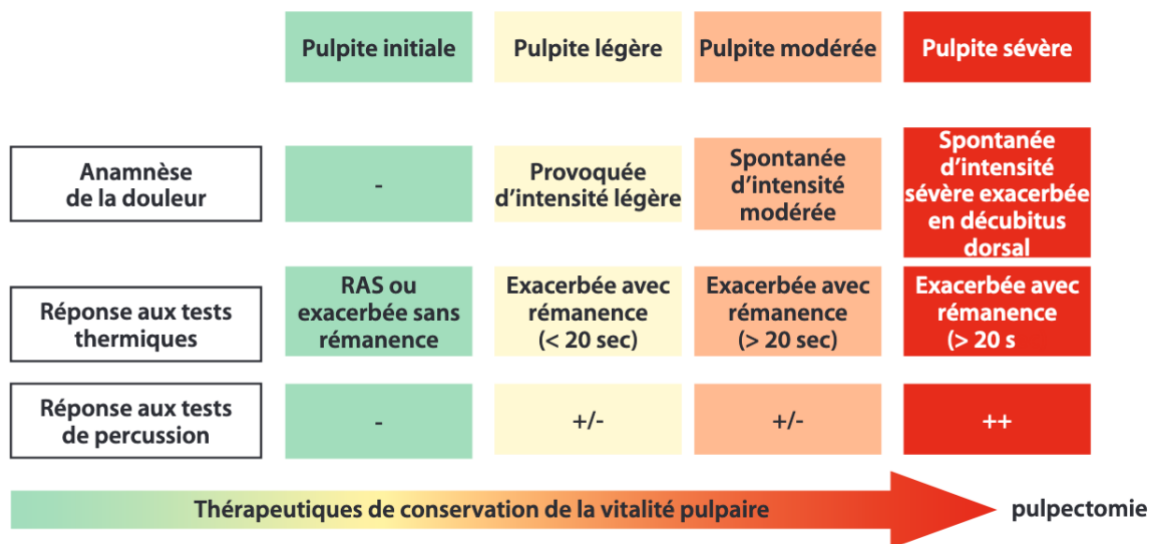 Pulpite initiale
Pulpite légère
Pulpite modérée
Pulpite sévère
Anamnèse
de la douleur
-
Provoquée
d'intensité légère
Spontanée
d'intensité
modérée
Spontanée
d'intensité
sévère exacerbée
en décubitus
dorsal
Réponse aux tests
thermiques
RAS ou
exacerbée sans
rémanence
Exacerbée avec
rémanence
(< 20 sec)
Exacerbée avec
rémanence
(> 20 sec)
Exacerbée avec
rémanence
(> 20 s
Réponse aux tests
de percussion
-
+/-
+/-
++
Thérapeutiques de conservation de la vitalité pulpaire
pulpectomie